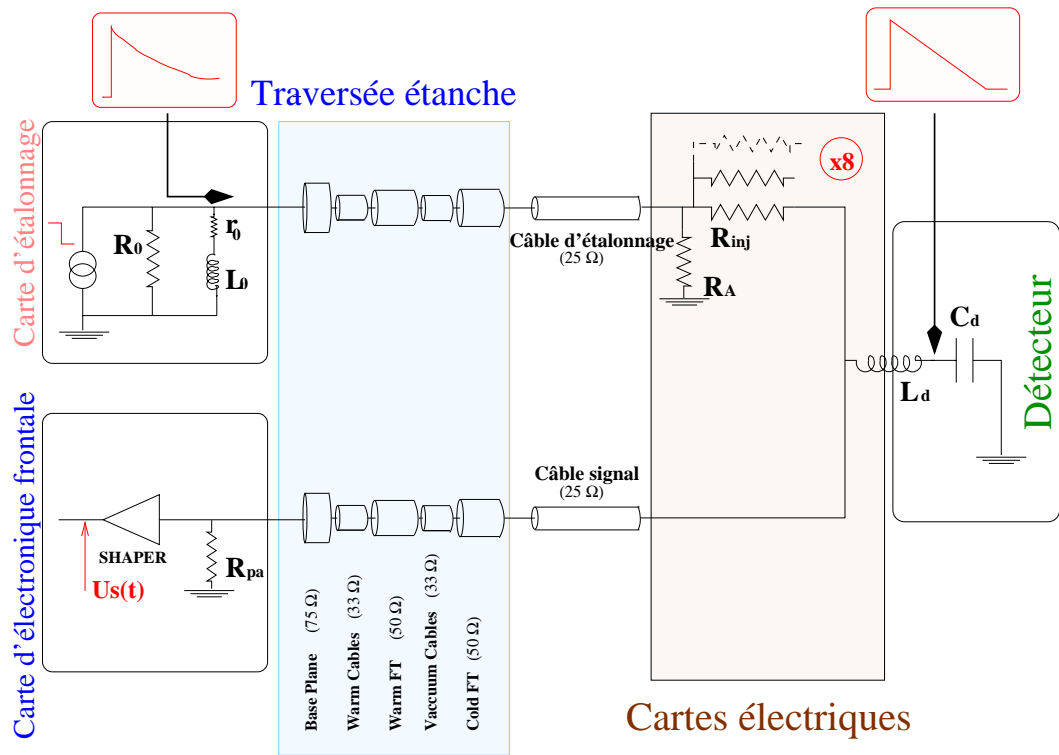 Traversée étanche
Carte d'étalonnage
R0
r0
L0
Câble d'étalonnage
(25 Ω)
x8
Rinj
RA
Cd
Ld
Détecteur
Carte d'électronique frontale
SHAPER
Us(t)
Rpa
Câble signal
(25 Ω)
Base Plane (75 Ω)
Warm Cables (33 Ω)
Warm FT (50 Ω)
Vaccuum Cables (33 Ω)
Cold FT (50 Ω)
Cartes électriques